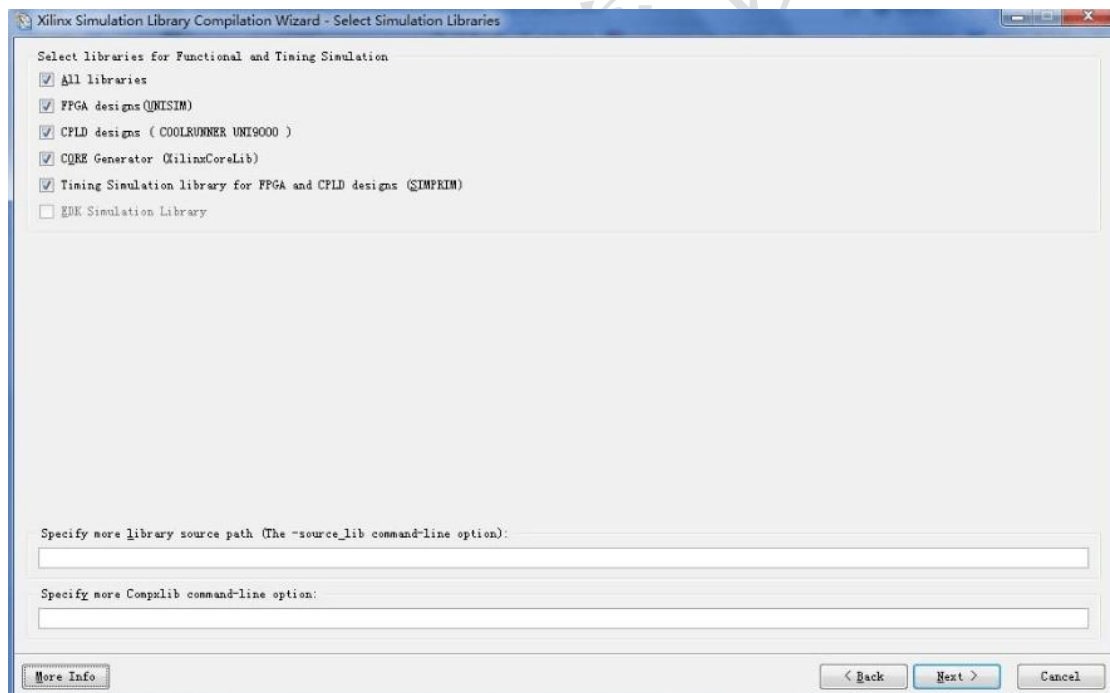 Xilinx Simulation Library Compilation Wizard - Select Simulation Libraries
Select libraries for Functional and Timing Simulation
All libraries
FPGA designs(UNISIM)
CPLD designs ( COOLRUNNER UNI9000 )
CORE Generator (XilinxCoreLib)
Timing Simulation library for FPGA and CPLD designs (SIMPRIM)
EDK Simulation Library
Specify more library source path (The -source_lib command-line option):
Specify more Compxlib command-line option:
More Info
< Back
Next >
Cancel